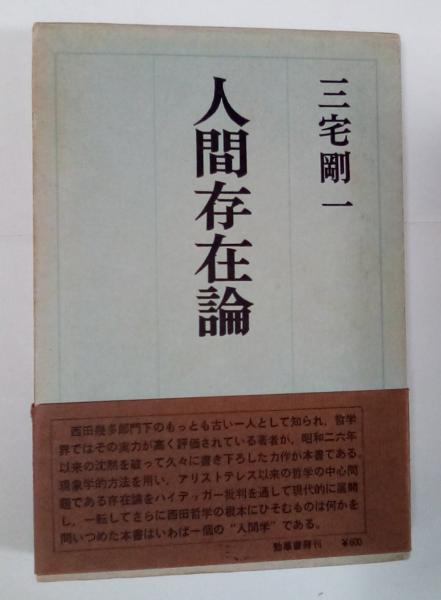 三宅剛一
人間存在論
西田幾多郎門下のもっとも古い一人として知られ，哲学
界ではその実力が高く評価されている著者が，昭和二六年
以来の沈黙を破って久々に書き下ろした力作が本書である。
現象学的方法を用い，アリストテレス以来の哲学の中心問
題である存在論をハイデッガー批判を通して現代的に展開
し，一転してさらに西田哲学の根本にひそむものは何かを
問いつめた本書はいわば一個の“人間学”である。
勁草書房
￥600